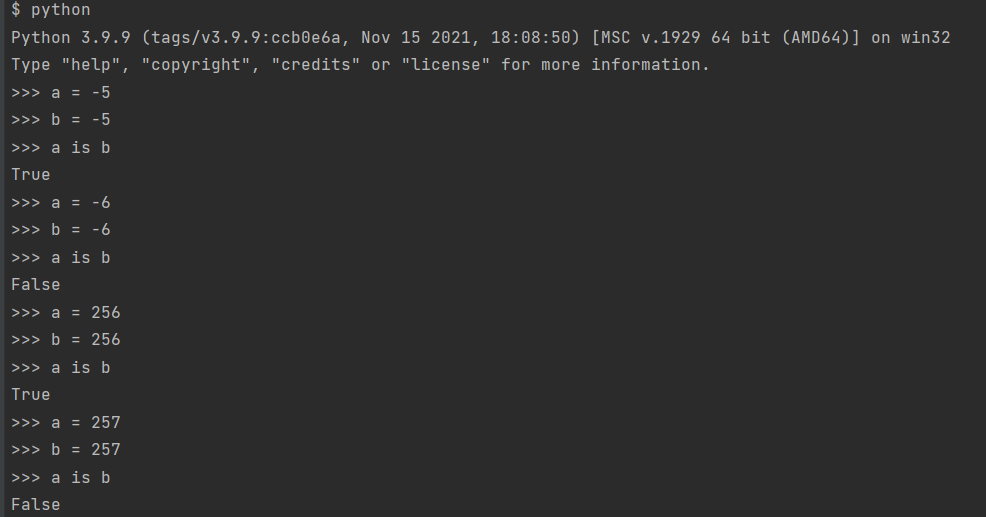 $ python
Python 3.9.9 (tags/v3.9.9:ccb0e6a, Nov 15 2021, 18:08:50) [MSC v.1929 64 bit (AMD64)] on win32
Type "help", "copyright", "credits" or "license" for more information.
>>> a = -5
>>> b = -5
>>> a is b
True
>>> a = -6
>>> b = -6
>>> a is b
False
>>> a = 256
>>> b = 256
>>> a is b
True
>>> a = 257
>>> b = 257
>>> a is b
False